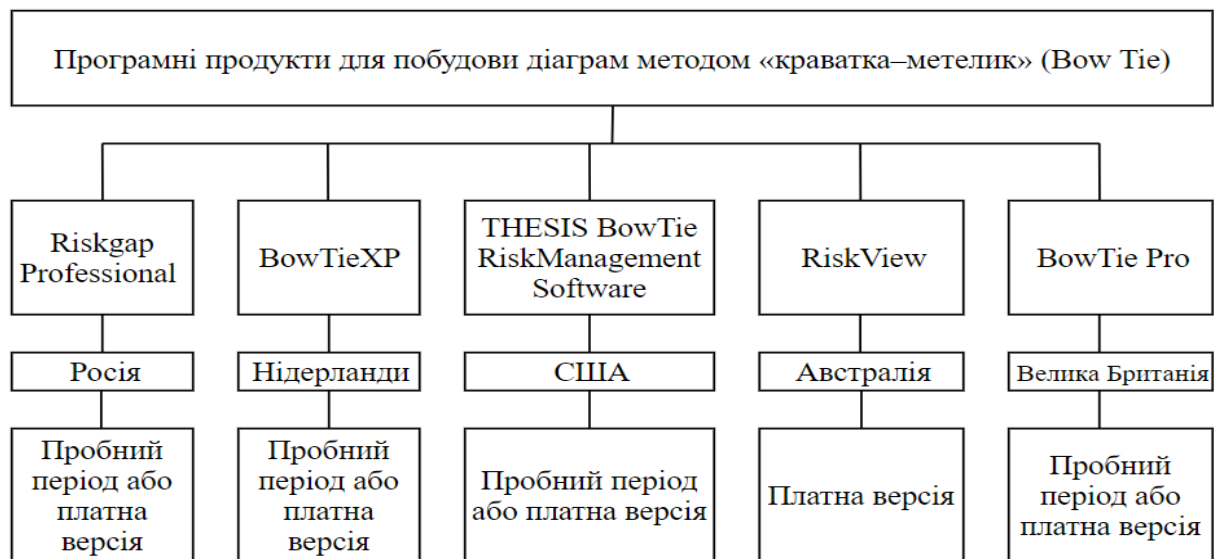 Програмні продукти для побудови діаграм методом «краватка–метелик» (Bow Tie)
Riskgap
Professional
BowTieXP
THESIS BowTie
RiskManagement
Software
RiskView
BowTie Pro
Росія
Нідерланди
США
Австралія
Велика Британія
Пробний
період або
платна
версія
Пробний
період або
платна
версія
Пробний період
або платна версія
Платна версія
Пробний
період або
платна версія